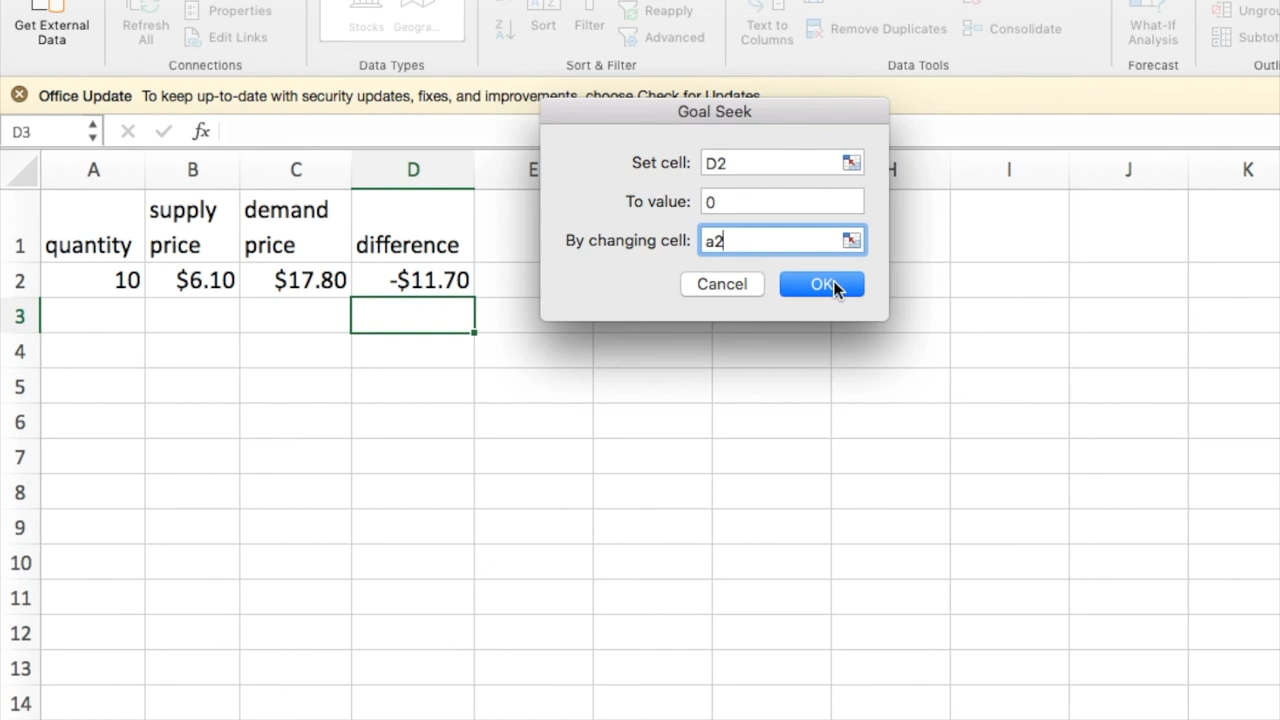 Get External Data
Refresh All
Properties
Edit Links
Connections
Stocks
Geogra...
Data Types
Sort
Filter
Reapply
Advanced
Sort & Filter
Text to Columns
Remove Duplicates
Consolidate
Data Tools
What-If Analysis
Forecast
Office Update To keep up-to-date with security updates, fixes, and improvements, choose Check for Updates.
D3
fx
Goal Seek
Set cell: D2
To value: 0
By changing cell: a2
Cancel OK
A B C D E H I J K
1 quantity supply price demand price difference
2 10 $6.10 $17.80 -$11.70
3
4
5
6
7
8
9
10
11
12
13
14